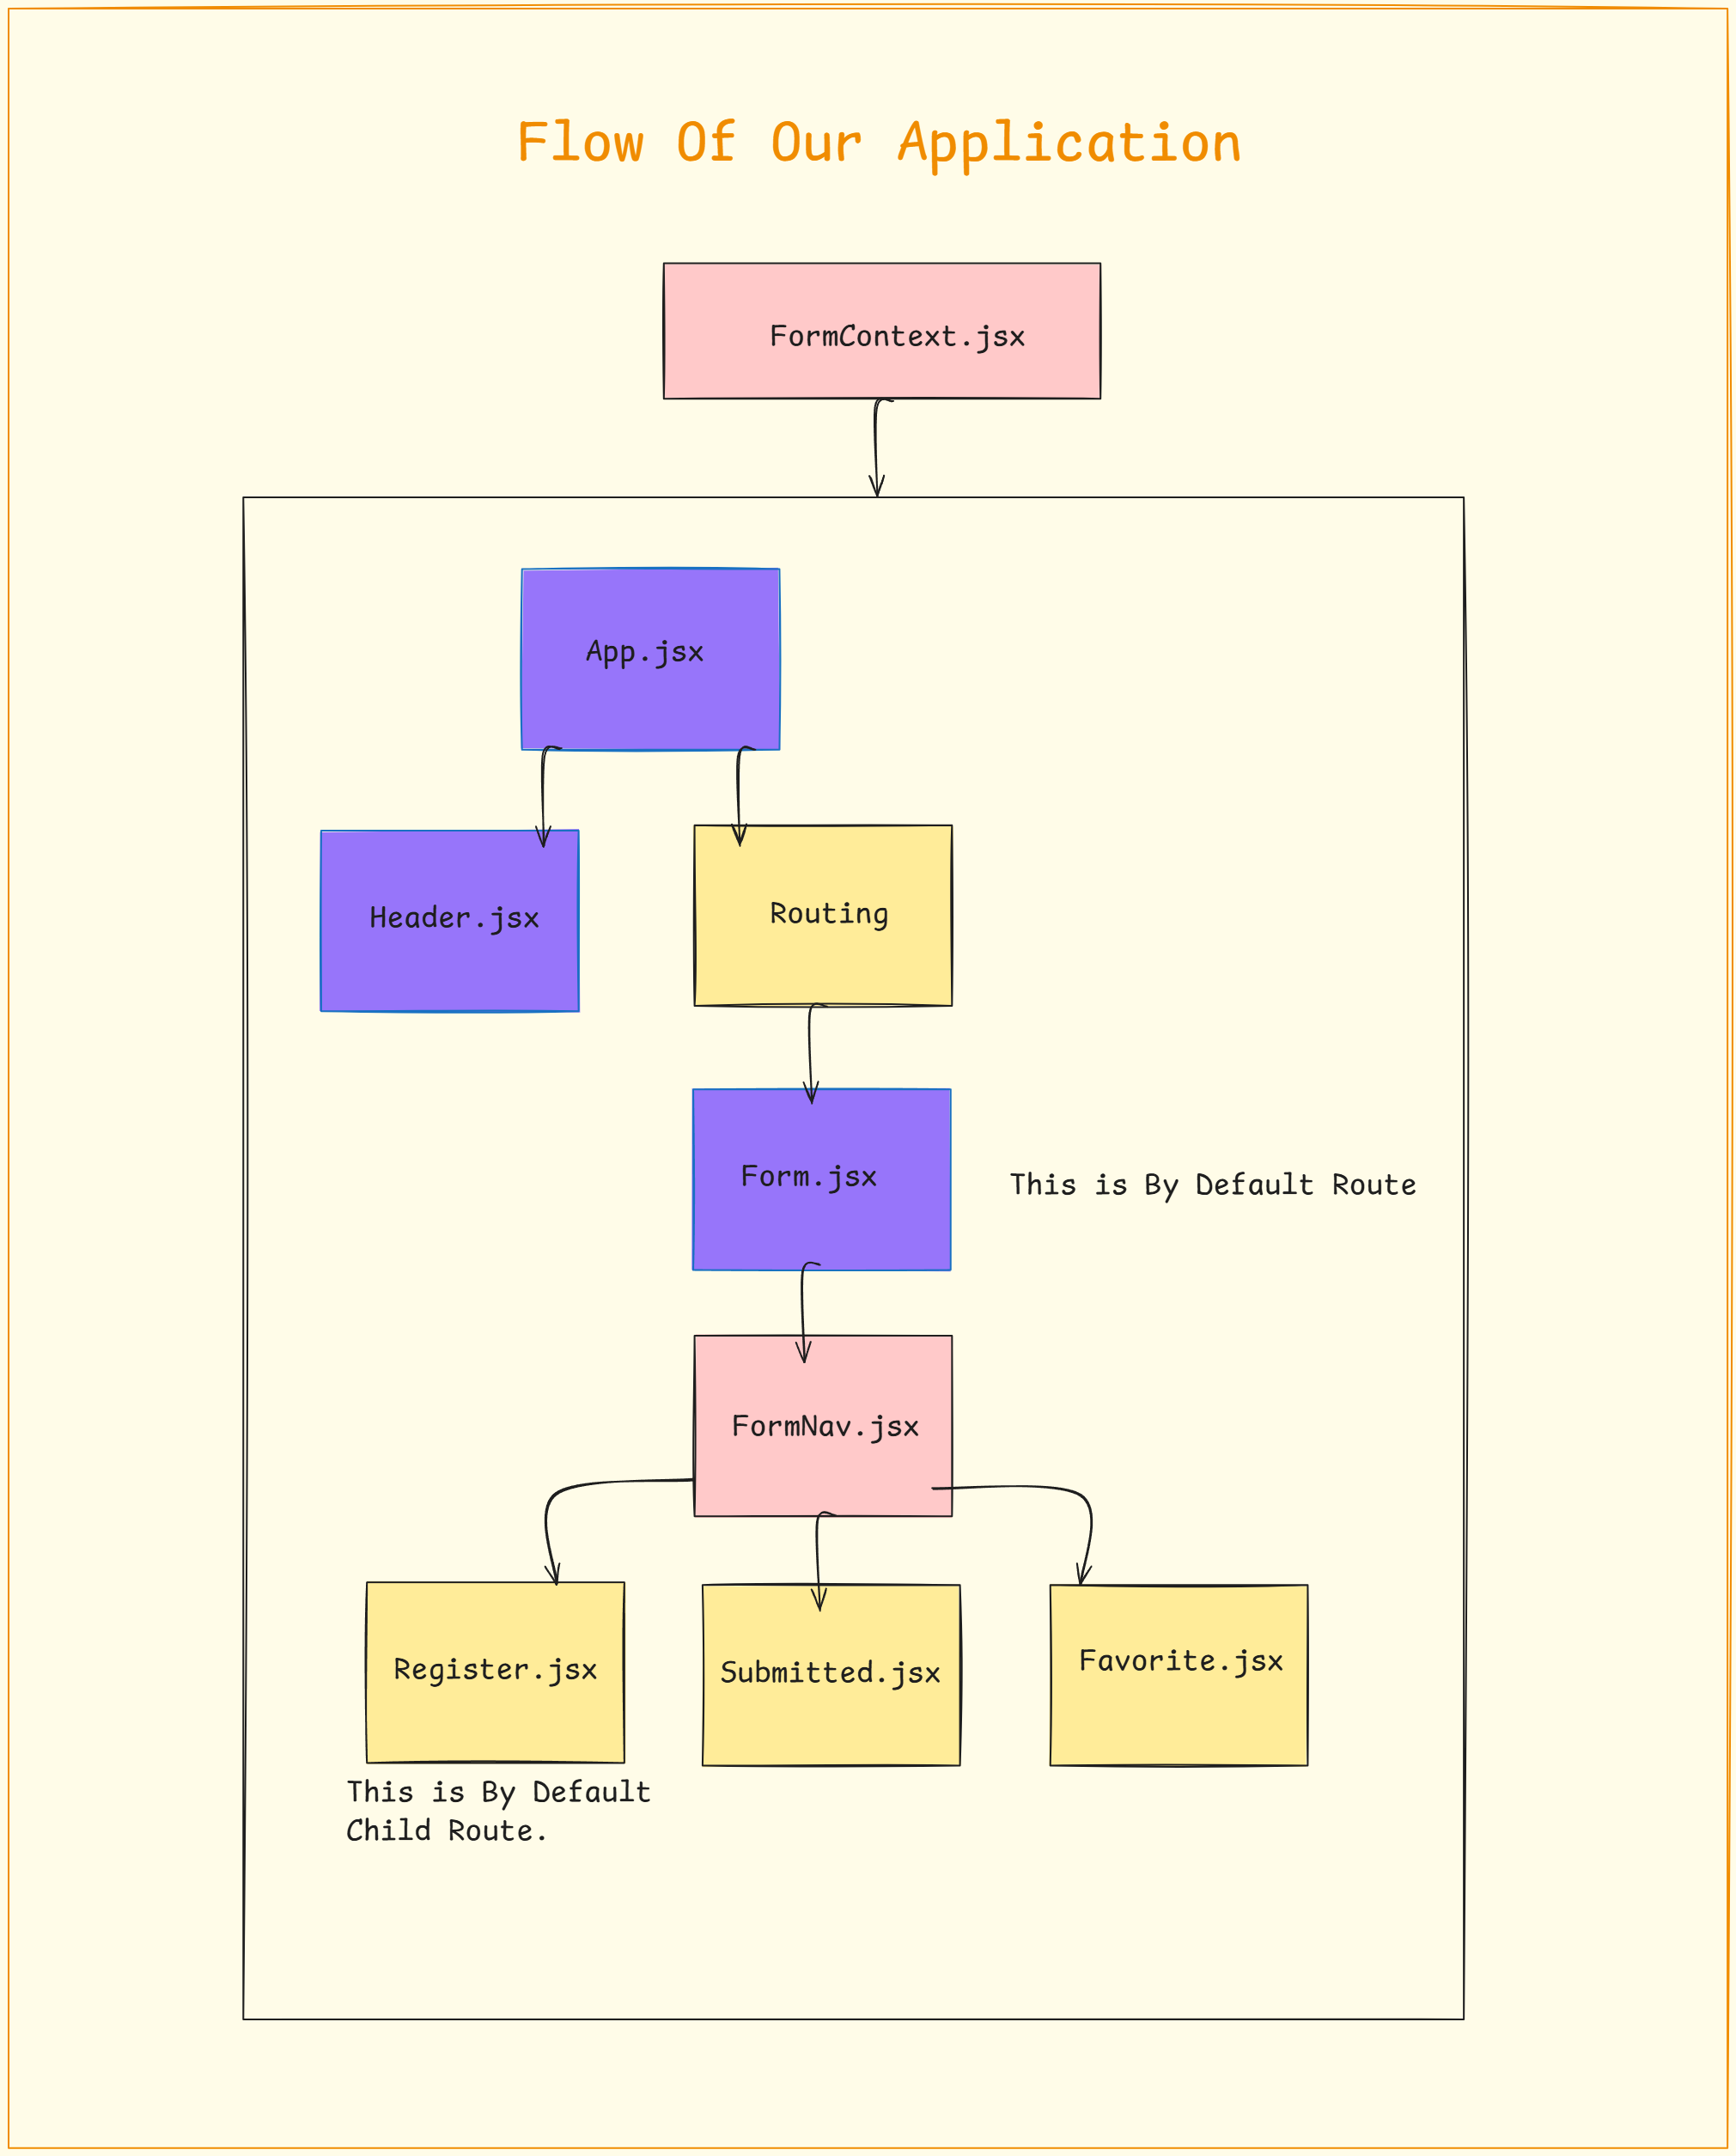 Flow Of Our Application
FormContext.jsx
App.jsx
Header.jsx
Routing
Form.jsx
This is By Default Route
FormNav.jsx
Register.jsx
Submitted.jsx
Favorite.jsx
This is By Default
Child Route.